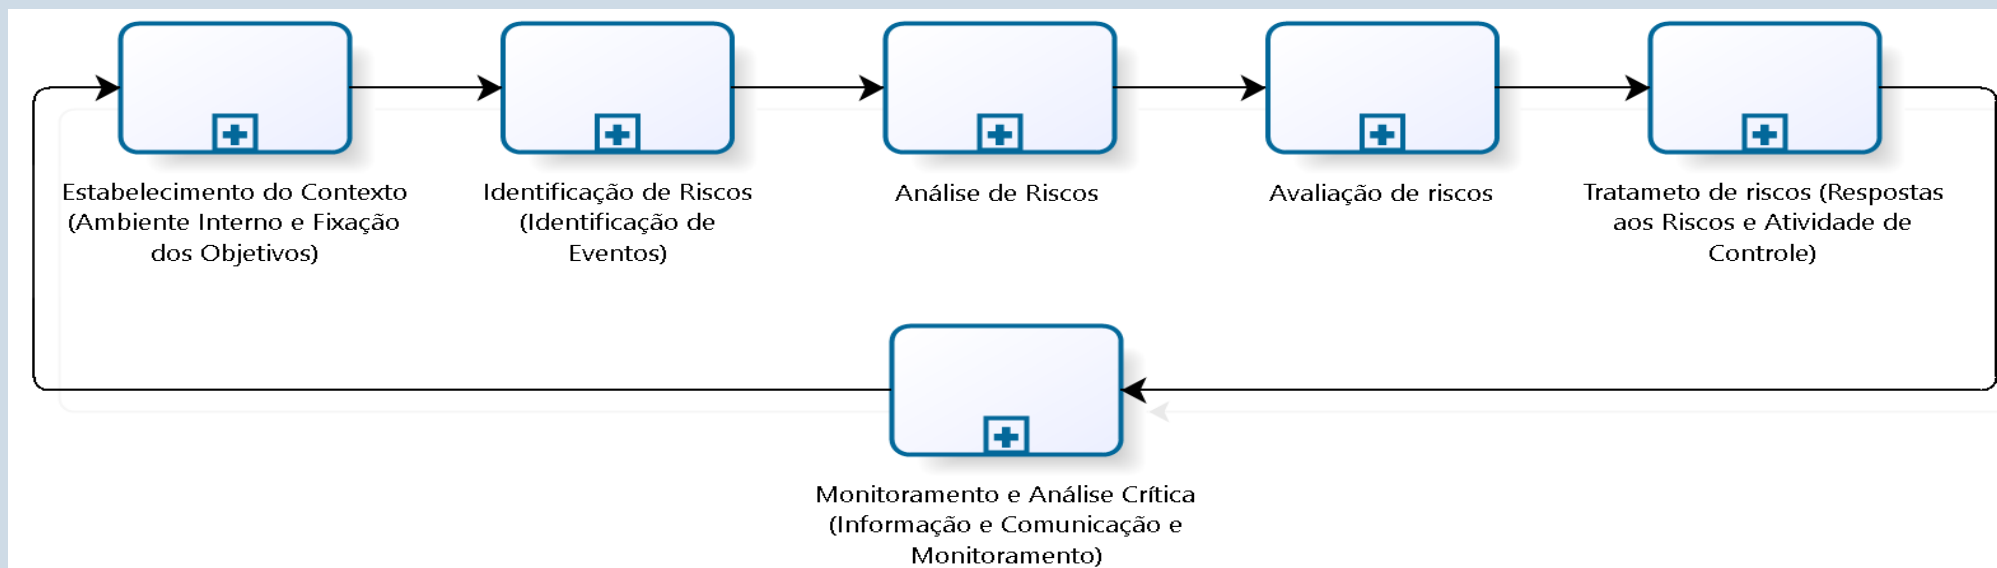 Estabelecimento do Contexto
(Ambiente Interno e Fixação
dos Objetivos)
Identificação de Riscos
(Identificação de
Eventos)
Análise de Riscos
Avaliação de riscos
Tratameto de riscos (Respostas
aos Riscos e Atividade de
Controle)
Monitoramento e Análise Crítica
(Informação e Comunicação e
Monitoramento)